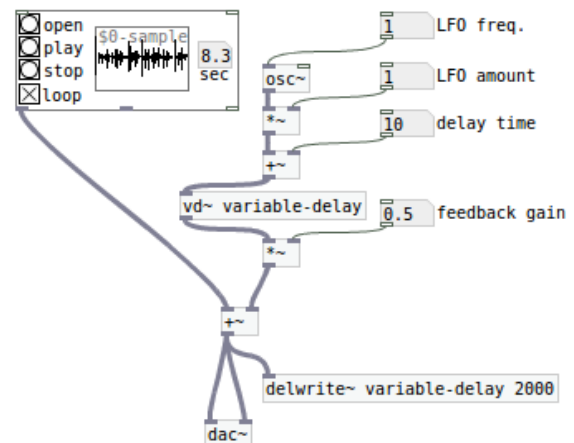 open
play
stop
loop
$0-sample
8.3
sec
1 LFO freq.
osc~
1 LFO amount
*~
10 delay time
+~
vd~ variable-delay
0.5 feedback gain
*~
+~
delwrite~ variable-delay 2000
dac~